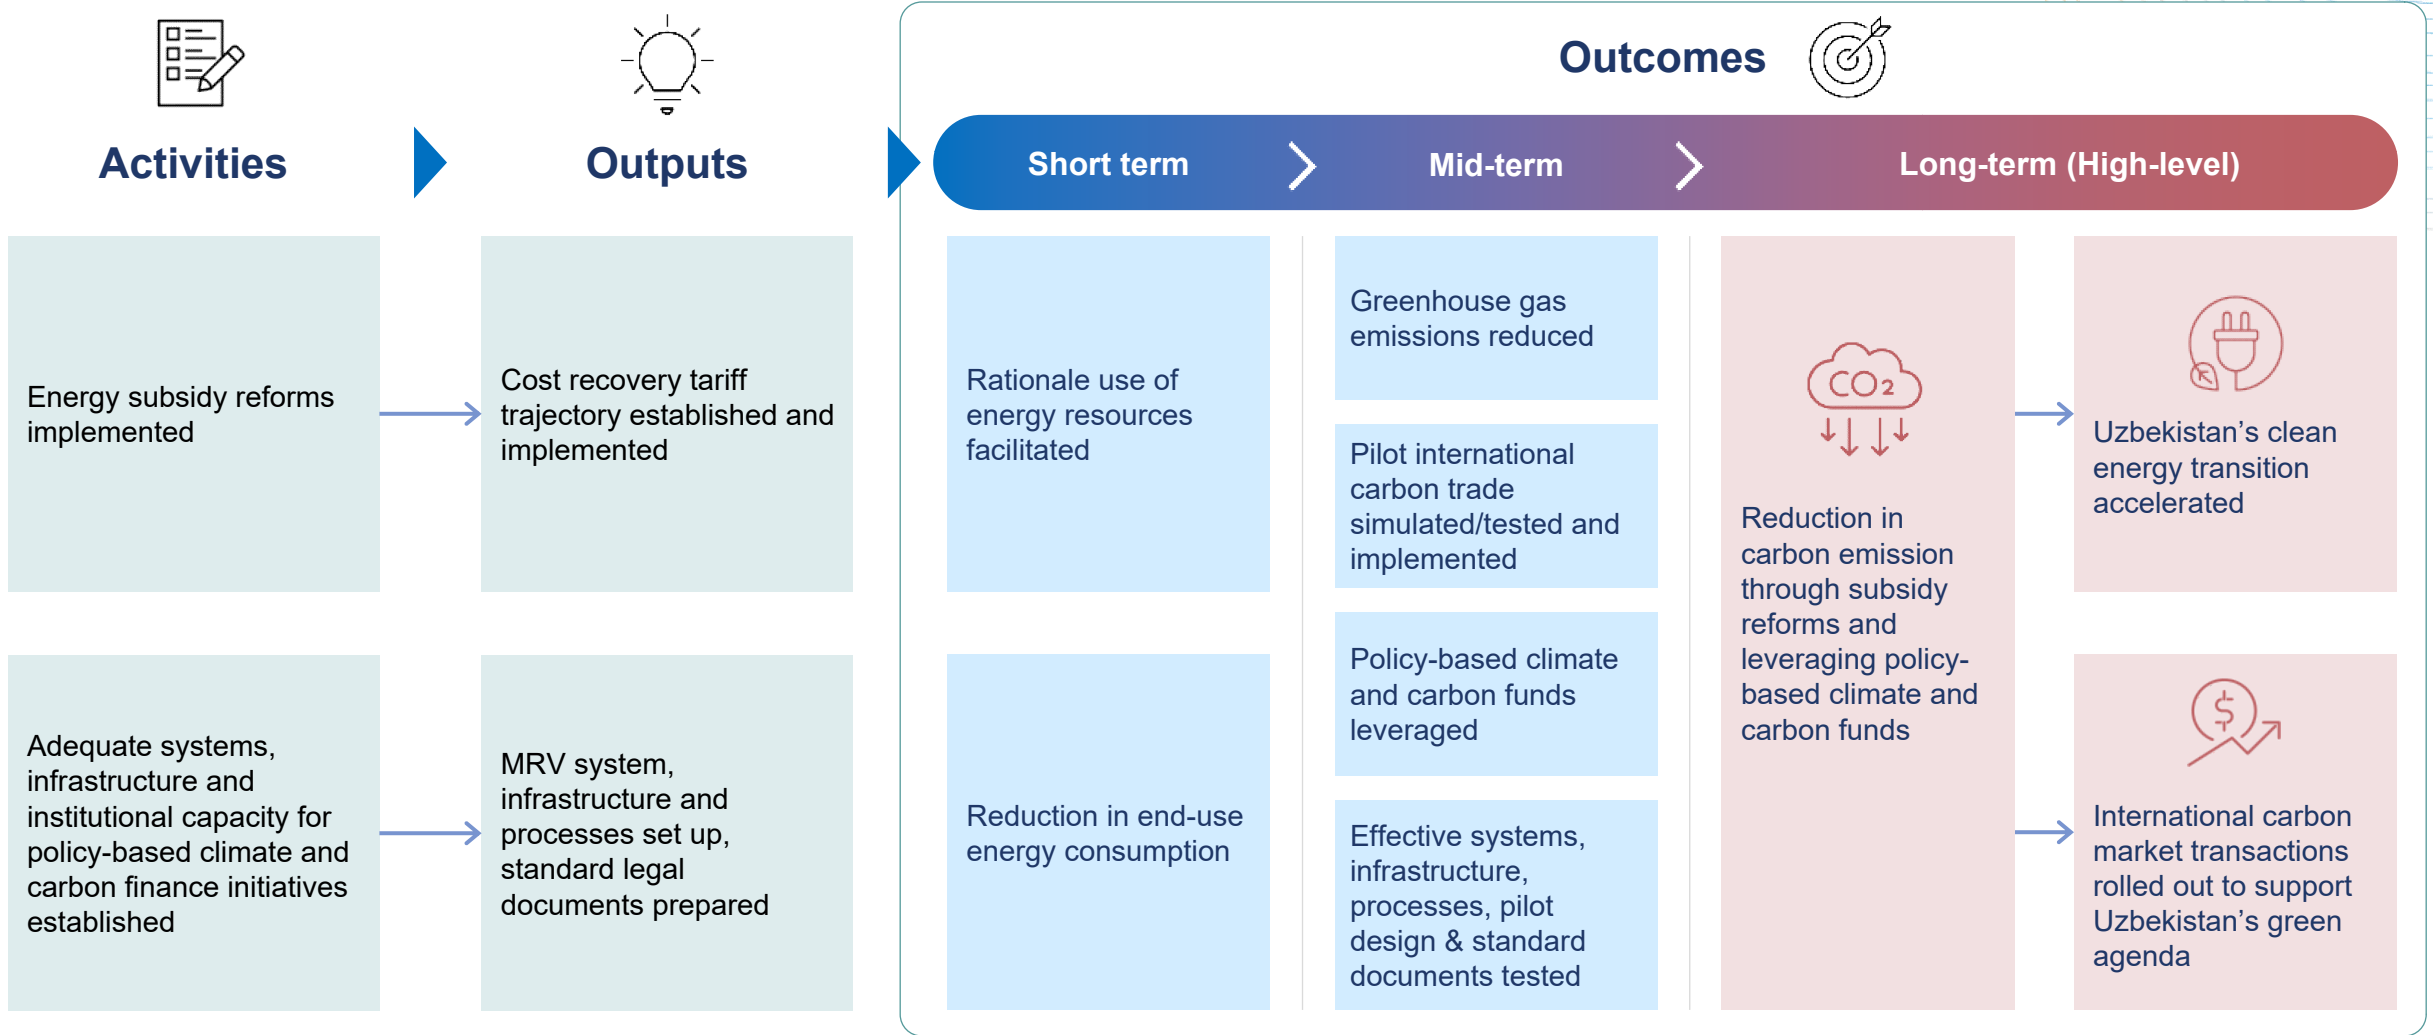 Activities
Outputs
Outcomes
Short term
Mid-term
Long-term (High-level)
Energy subsidy reforms
implemented
Cost recovery tariff
trajectory established and
implemented
Rationale use of
energy resources
facilitated
Greenhouse gas
emissions reduced
Pilot international
carbon trade
simulated/tested and
implemented
CO2
Reduction in
carbon emission
through subsidy
reforms and
leveraging policy-
based climate and
carbon funds
Uzbekistan’s clean
energy transition
accelerated
Adequate systems,
infrastructure and
institutional capacity for
policy-based climate and
carbon finance initiatives
established
MRV system,
infrastructure and
processes set up,
standard legal
documents prepared
Reduction in end-use
energy consumption
Policy-based climate
and carbon funds
leveraged
Effective systems,
infrastructure,
processes, pilot
design & standard
documents tested
$
International carbon
market transactions
rolled out to support
Uzbekistan’s green
agenda